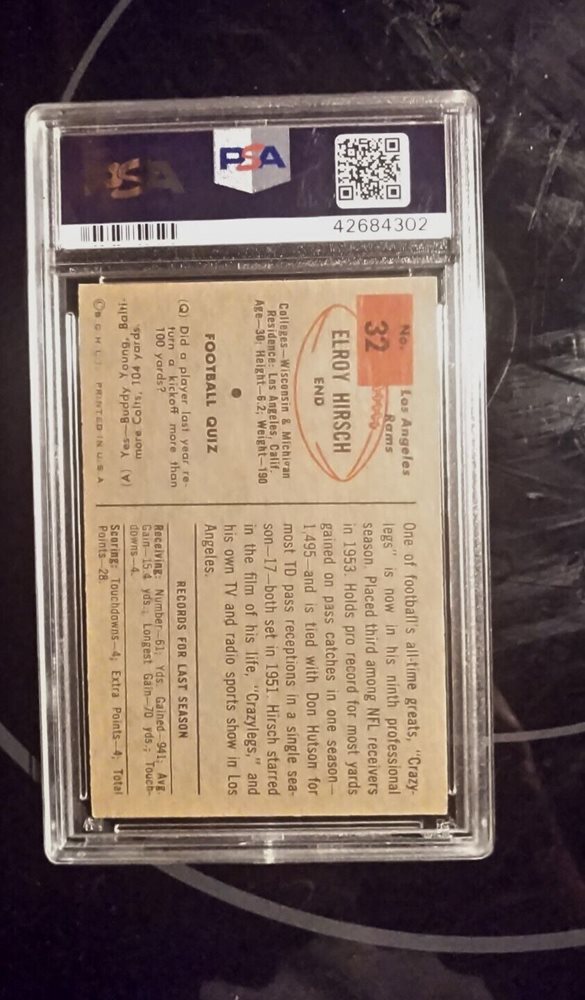 PSA
42684302
No.
32
Los Angeles
Rams
ELROY HIRSCH
END
Colleges—Wisconsin & Michivan
Residence: Los Angeles, Calif.
Age—30; Height—6.2; Weight—190
FOOTBALL QUIZ
(Q) Did a player last year re-
turn a kickoff more than
100 yards?
(A) Yes—Buddy Young, Balti-
more Colts, 104 yards.
© B. G. H. L. I. PRINTED IN U. S. A
One of football's all-time greats, "Crazy-
legs" is now in his ninth professional
season. Placed third among NFL receivers
in 1953. Holds pro record for most yards
gained on pass catches in one season—
1,495—and is tied with Don Hutson for
most TD pass receptions in a single sea-
son—17—both set in 1951. Hirsch starred
in the film of his life, "Crazylegs," and
his own TV and radio sports show in Los
Angeles.
RECORDS FOR LAST SEASON
Receiving: Number—61; Yds. Gained—941; Avg.
Gain—15.4 yds.; Longest Gain—70 yds.; Touch-
downs—4.
Scoring: Touchdowns—4; Extra Points—4; Total
Points—28.